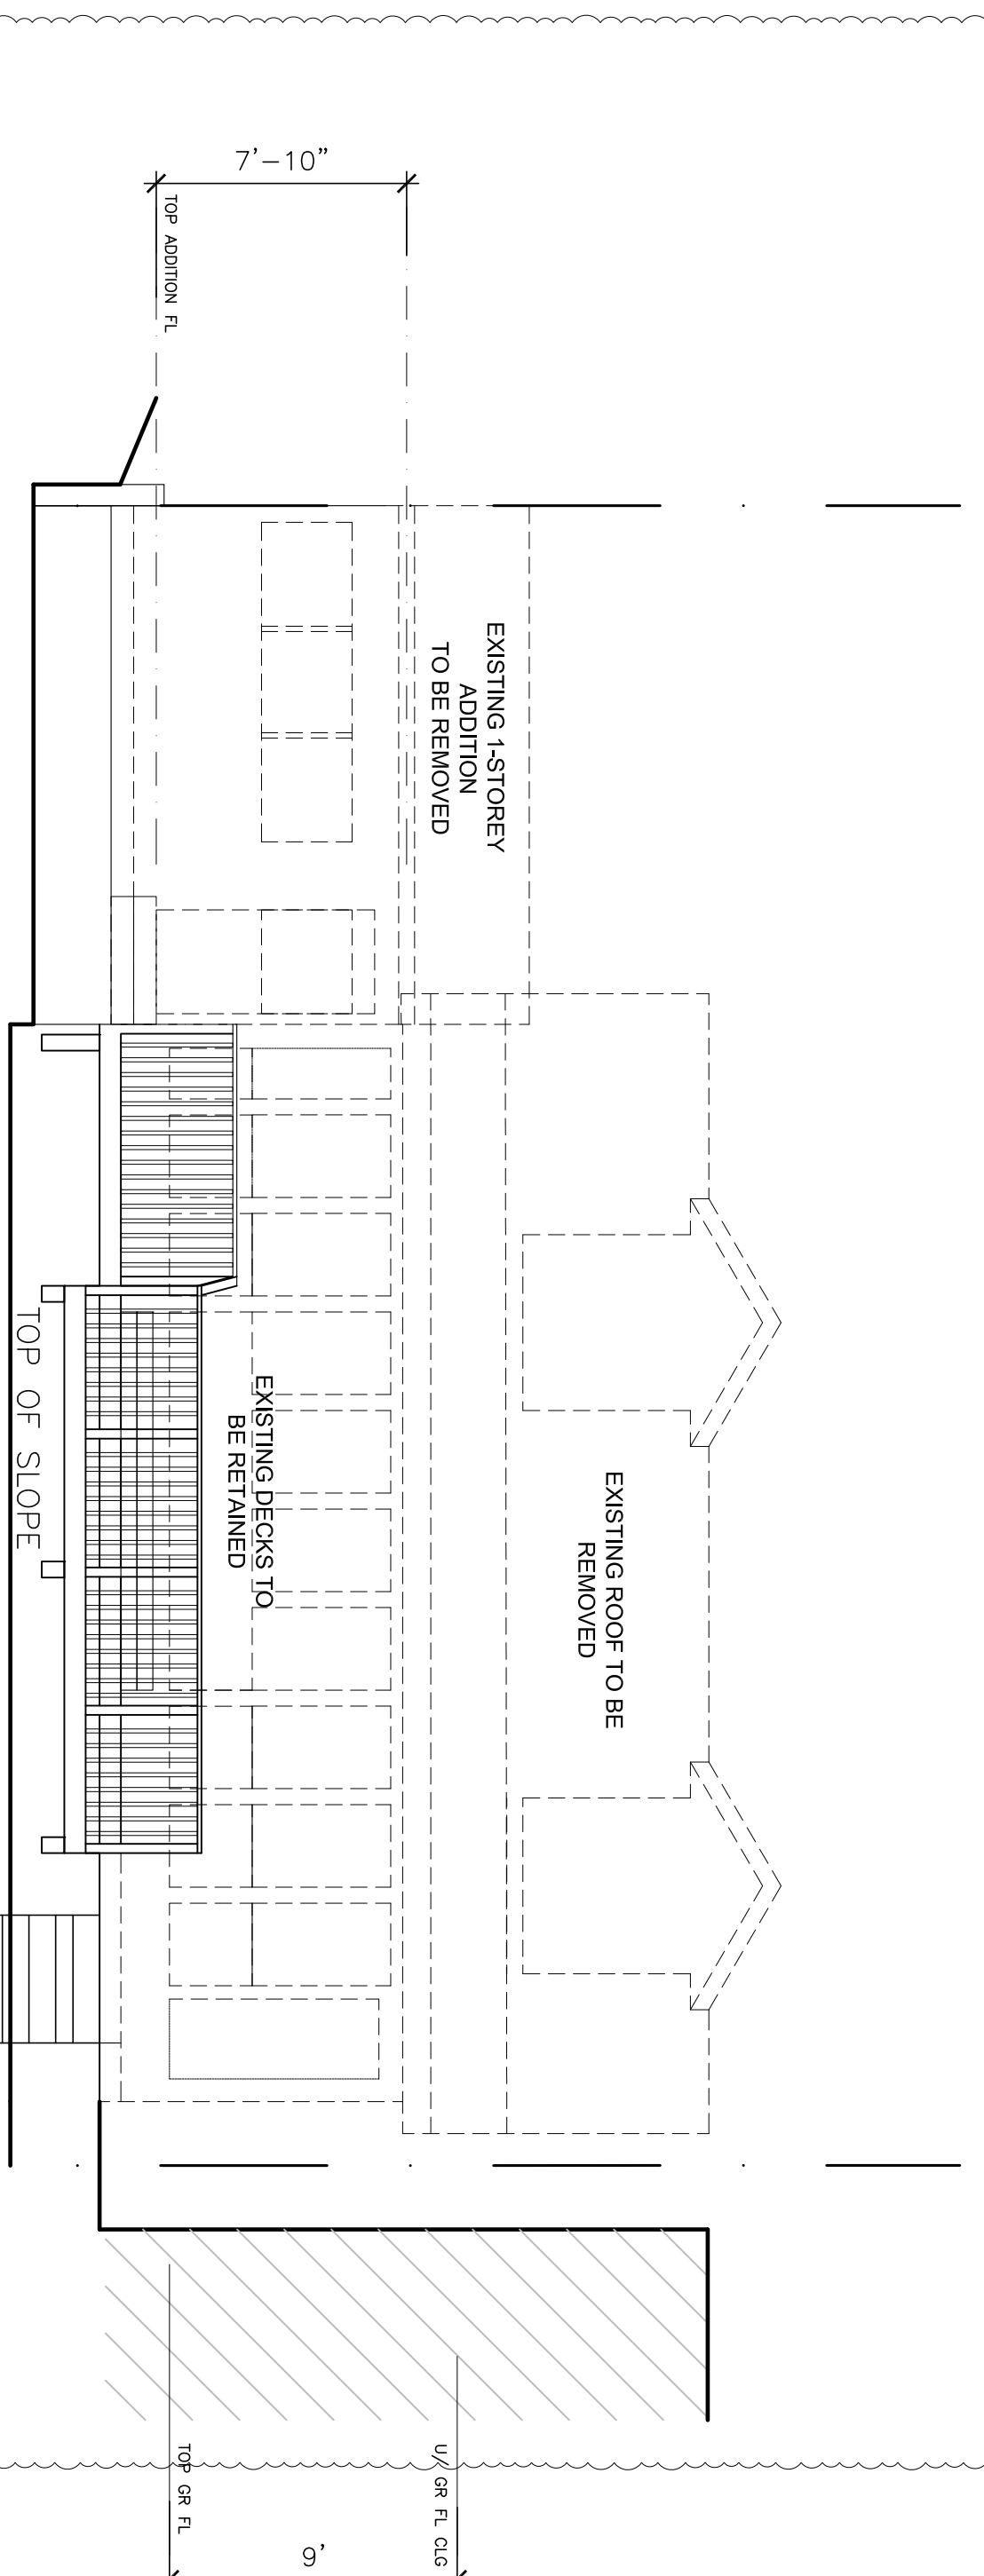 7’-10”
TOP ADDITION FL
EXISTING 1-STOREY
ADDITION
TO BE REMOVED
EXISTING ROOF TO BE
REMOVED
EXISTING DECKS TO
BE RETAINED
TOP OF SLOPE
U/ GR FL CLG
TOP GR FL
9’